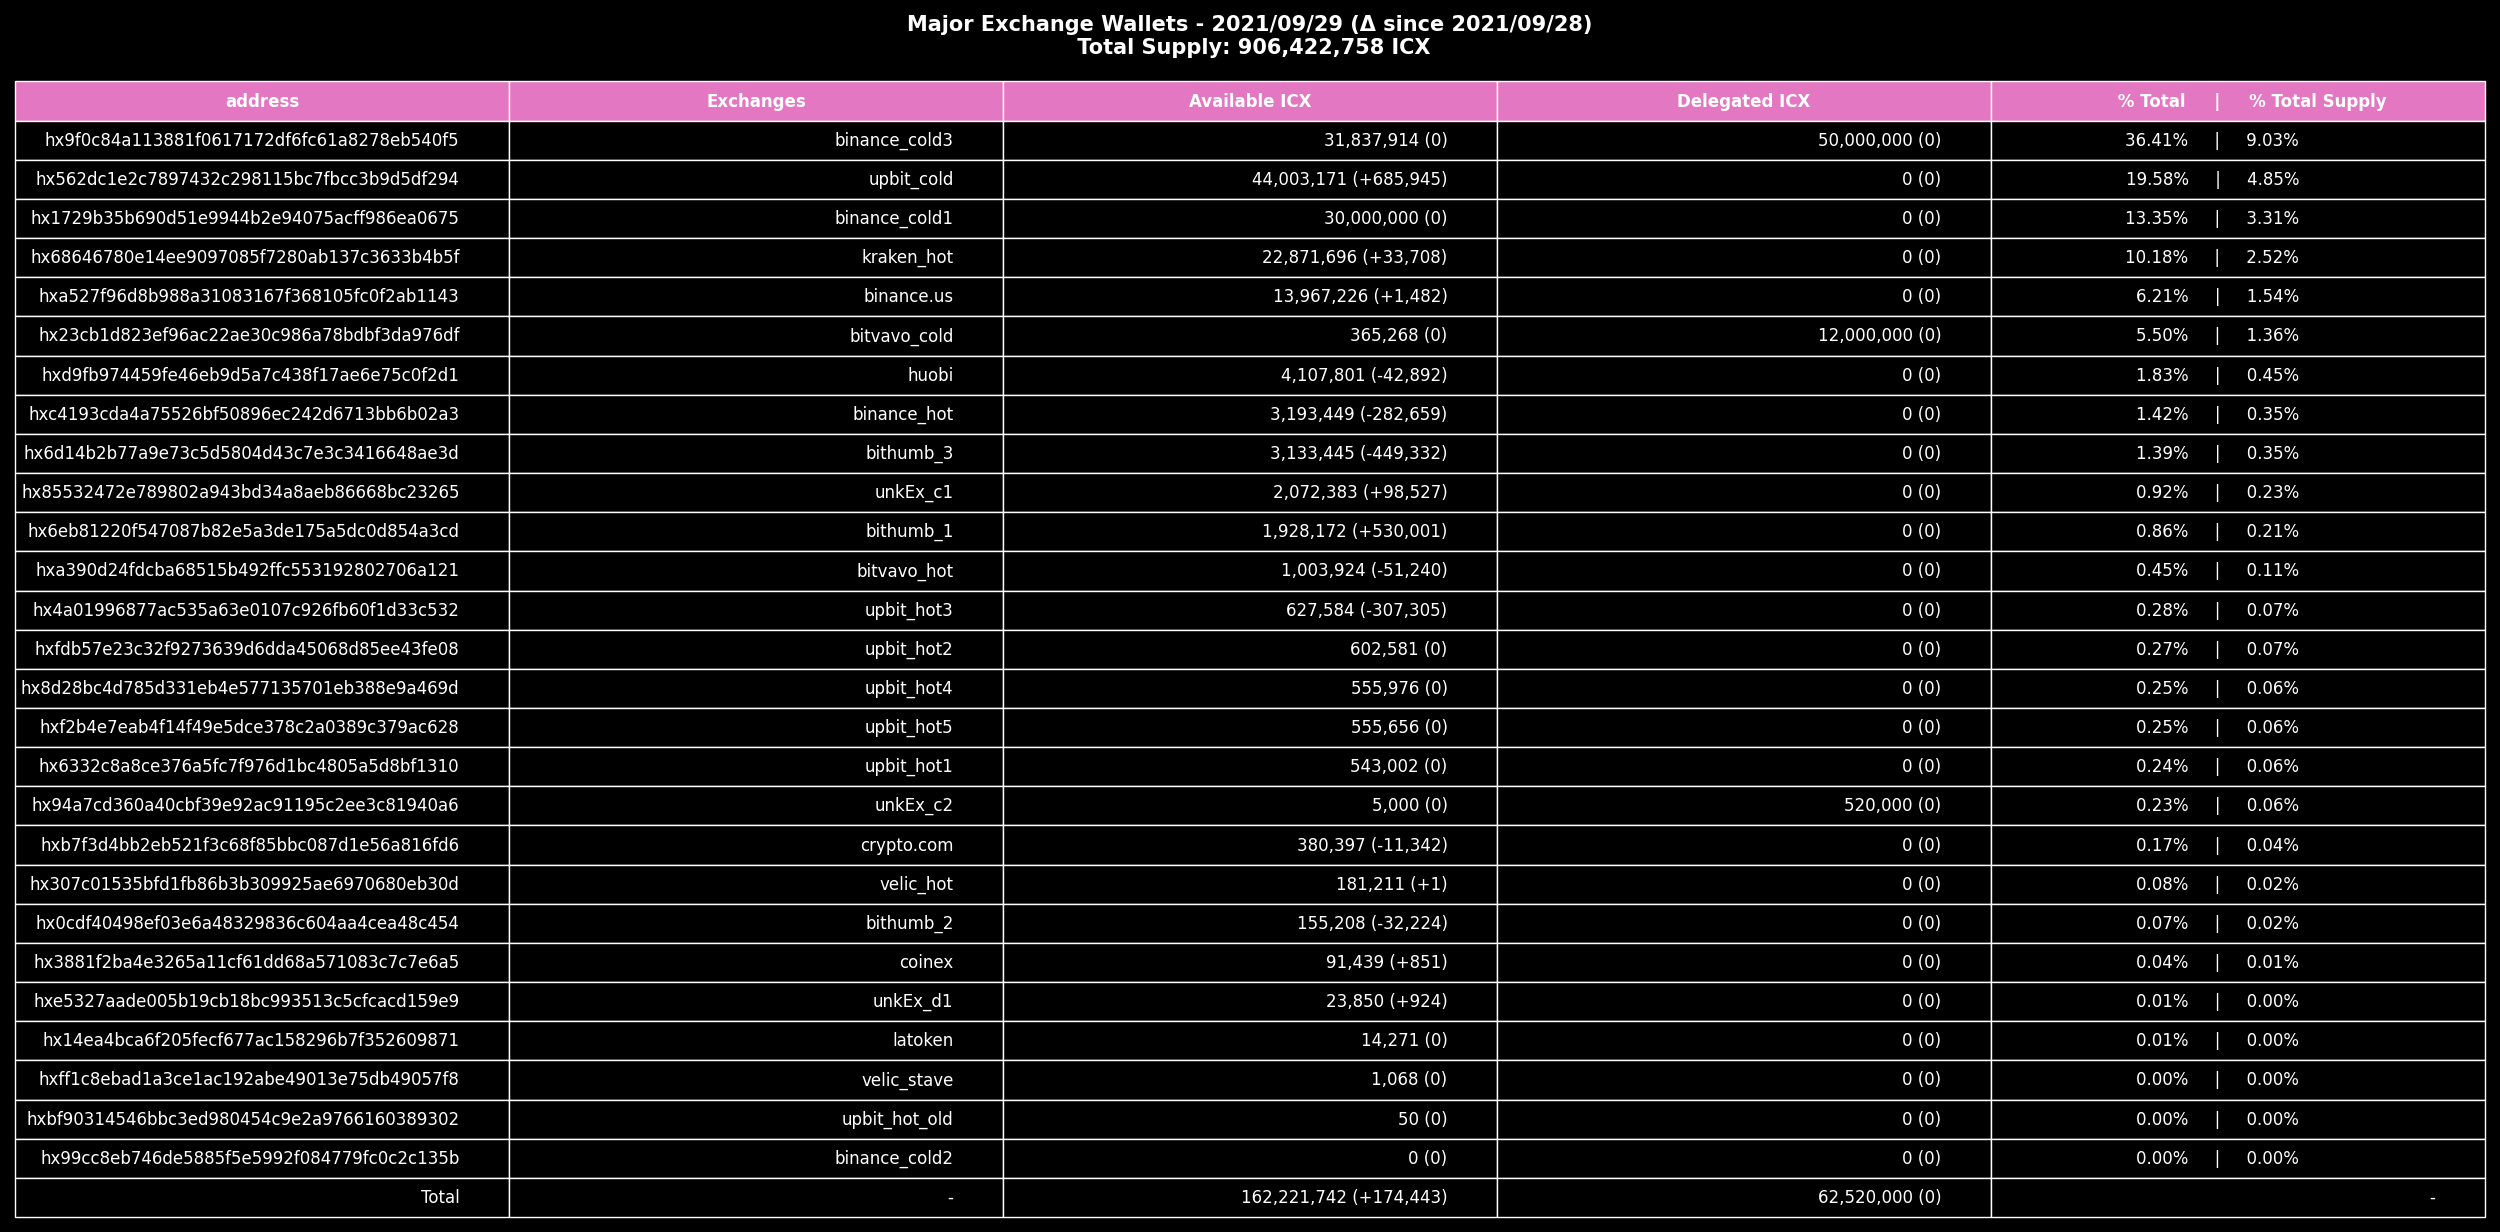 Major Exchange Wallets - 2021/09/29 (Δ since 2021/09/28)
Total Supply: 906,422,758 ICX
address Exchanges Available ICX Delegated ICX % Total | % Total Supply
hx9f0c84a113881f0617172df6fc61a8278eb540f5 binance_cold3 31,837,914 (0) 50,000,000 (0) 36.41% | 9.03%
hx562dc1e2c7897432c298115bc7fbcc3b9d5df294 upbit_cold 44,003,171 (+685,945) 0 (0) 19.58% | 4.85%
hx1729b35b690d51e9944b2e94075acff986ea0675 binance_cold1 30,000,000 (0) 0 (0) 13.35% | 3.31%
hx68646780e14ee9097085f7280ab137c3633b4b5f kraken_hot 22,871,696 (+33,708) 0 (0) 10.18% | 2.52%
hxa527f96d8b988a31083167f368105fc0f2ab1143 binance.us 13,967,226 (+1,482) 0 (0) 6.21% | 1.54%
hx23cb1d823ef96ac22ae30c986a78bdbf3da976df bitvavo_cold 365,268 (0) 12,000,000 (0) 5.50% | 1.36%
hxd9fb974459fe46eb9d5a7c438f17ae6e75c0f2d1 huobi 4,107,801 (-42,892) 0 (0) 1.83% | 0.45%
hxc4193cda4a75526bf50896ec242d6713bb6b02a3 binance_hot 3,193,449 (-282,659) 0 (0) 1.42% | 0.35%
hx6d14b2b77a9e73c5d5804d43c7e3c3416648ae3d bithumb_3 3,133,445 (-449,332) 0 (0) 1.39% | 0.35%
hx85532472e789802a943bd34a8aeb86668bc23265 unkEx_c1 2,072,383 (+98,527) 0 (0) 0.92% | 0.23%
hx6eb81220f547087b82e5a3de175a5dc0d854a3cd bithumb_1 1,928,172 (+530,001) 0 (0) 0.86% | 0.21%
hxa390d24fdcba68515b492ffc553192802706a121 bitvavo_hot 1,003,924 (-51,240) 0 (0) 0.45% | 0.11%
hx4a01996877ac535a63e0107c926fb60f1d33c532 upbit_hot3 627,584 (-307,305) 0 (0) 0.28% | 0.07%
hxfdb57e23c32f9273639d6dda45068d85ee43fe08 upbit_hot2 602,581 (0) 0 (0) 0.27% | 0.07%
hx8d28bc4d785d331eb4e577135701eb388e9a469d upbit_hot4 555,976 (0) 0 (0) 0.25% | 0.06%
hxf2b4e7eab4f14f49e5dce378c2a0389c379ac628 upbit_hot5 555,656 (0) 0 (0) 0.25% | 0.06%
hx6332c8a8ce376a5fc7f976d1bc4805a5d8bf1310 upbit_hot1 543,002 (0) 0 (0) 0.24% | 0.06%
hx94a7cd360a40cbf39e92ac91195c2ee3c81940a6 unkEx_c2 5,000 (0) 520,000 (0) 0.23% | 0.06%
hxb7f3d4bb2eb521f3c68f85bbc087d1e56a816fd6 crypto.com 380,397 (-11,342) 0 (0) 0.17% | 0.04%
hx307c01535bfd1fb86b3b309925ae6970680eb30d velic_hot 181,211 (+1) 0 (0) 0.08% | 0.02%
hx0cdf40498ef03e6a48329836c604aa4cea48c454 bithumb_2 155,208 (-32,224) 0 (0) 0.07% | 0.02%
hx3881f2ba4e3265a11cf61dd68a571083c7c7e6a5 coinex 91,439 (+851) 0 (0) 0.04% | 0.01%
hxe5327aade005b19cb18bc993513c5cfcacd159e9 unkEx_d1 23,850 (+924) 0 (0) 0.01% | 0.00%
hx14ea4bca6f205fecf677ac158296b7f352609871 latoken 14,271 (0) 0 (0) 0.01% | 0.00%
hxff1c8ebad1a3ce1ac192abe49013e75db49057f8 velic_stave 1,068 (0) 0 (0) 0.00% | 0.00%
hxbf90314546bbc3ed980454c9e2a9766160389302 upbit_hot_old 50 (0) 0 (0) 0.00% | 0.00%
hx99cc8eb746de5885f5e5992f084779fc0c2c135b binance_cold2 0 (0) 0 (0) 0.00% | 0.00%
Total - 162,221,742 (+174,443) 62,520,000 (0) -